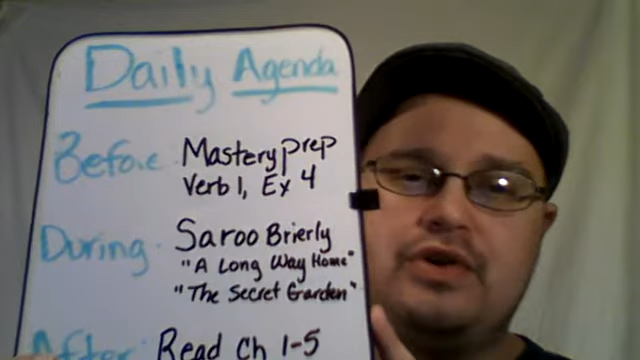 Daily Agenda
Before: Mastery prep
Verb 1, Ex 4
During: Saroo Brierly
"A Long Way Home"
"The Secret Garden"
After: Read Ch 1-5